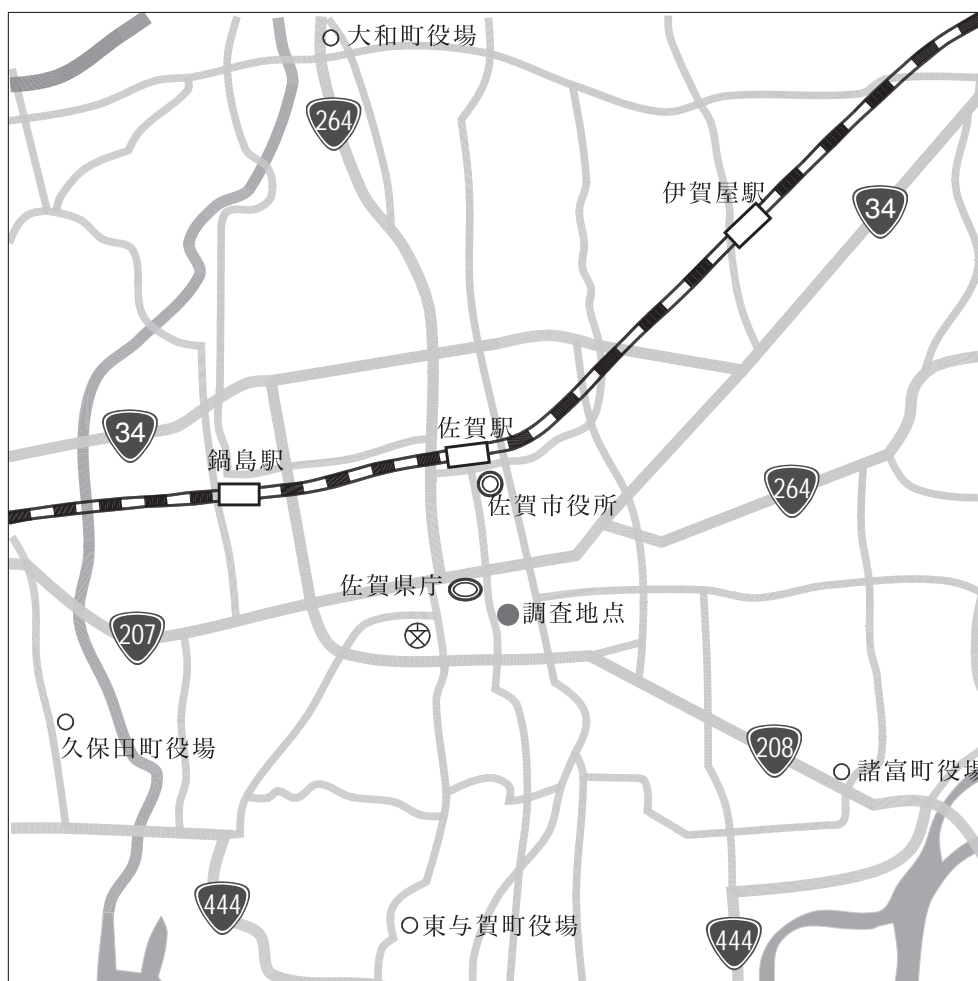 大和町役場
264
伊賀屋駅
34
34
佐賀駅
鍋島駅
264
佐賀市役所
佐賀県庁
調査地点
207
久保田町役場
208
諸富町役場
444
東与賀町役場
444